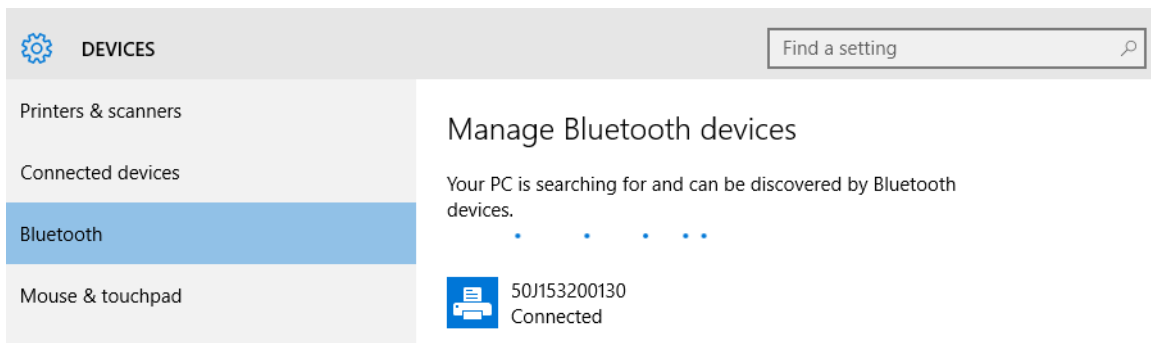 DEVICES
Find a setting
Printers & scanners
Connected devices
Bluetooth
Mouse & touchpad
Manage Bluetooth devices
Your PC is searching for and can be discovered by Bluetooth
devices.
50J153200130
Connected